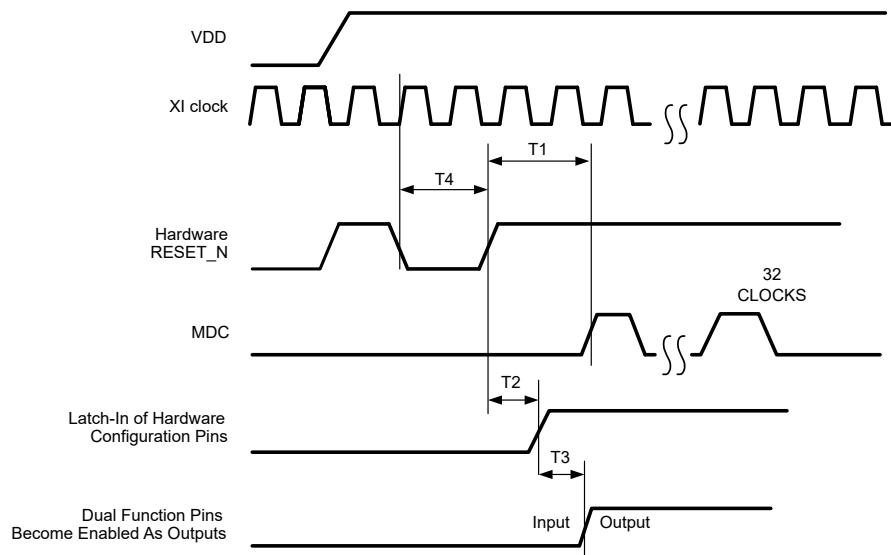 VDD
XI clock
T1
T4
Hardware
RESET_N
32
CLOCKS
MDC
T2
Latch-In of Hardware
Configuration Pins
T3
Dual Function Pins
Become Enabled As Outputs
Input
Output